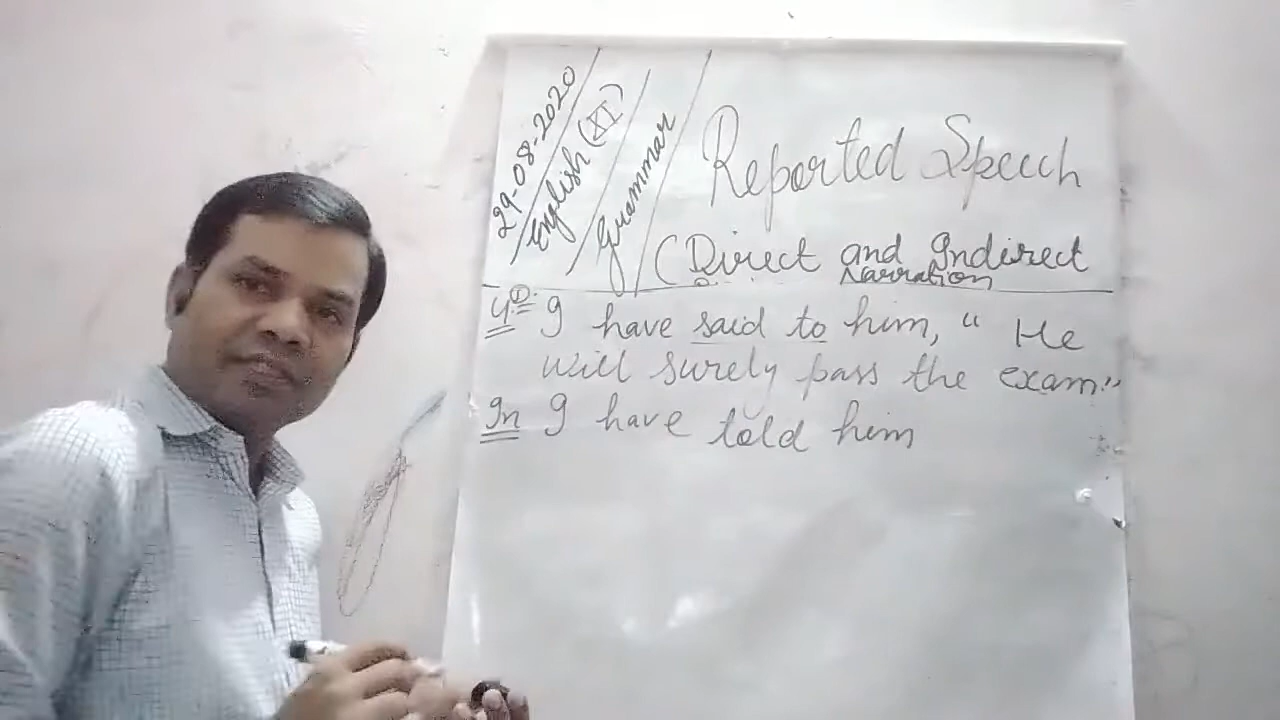 29-08-2020
English (XI)
Grammar
Reported Speech
(Direct and Indirect
Narration
4. D: I have said to him, " He
will surely pass the exam"
In I have told him